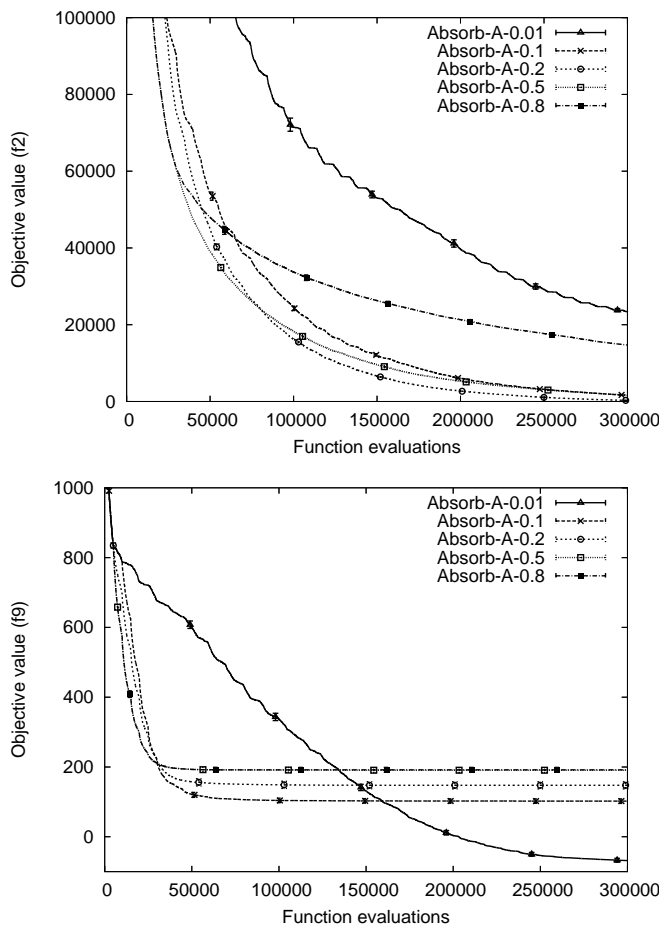 Absorb-A-0.01
Absorb-A-0.1
Absorb-A-0.2
Absorb-A-0.5
Absorb-A-0.8
100000
80000
60000
40000
20000
0
Objective value (f2)
0 50000 100000 150000 200000 250000 300000
Function evaluations
Absorb-A-0.01
Absorb-A-0.1
Absorb-A-0.2
Absorb-A-0.5
Absorb-A-0.8
1000
800
600
400
200
0
Objective value (f9)
0 50000 100000 150000 200000 250000 300000
Function evaluations